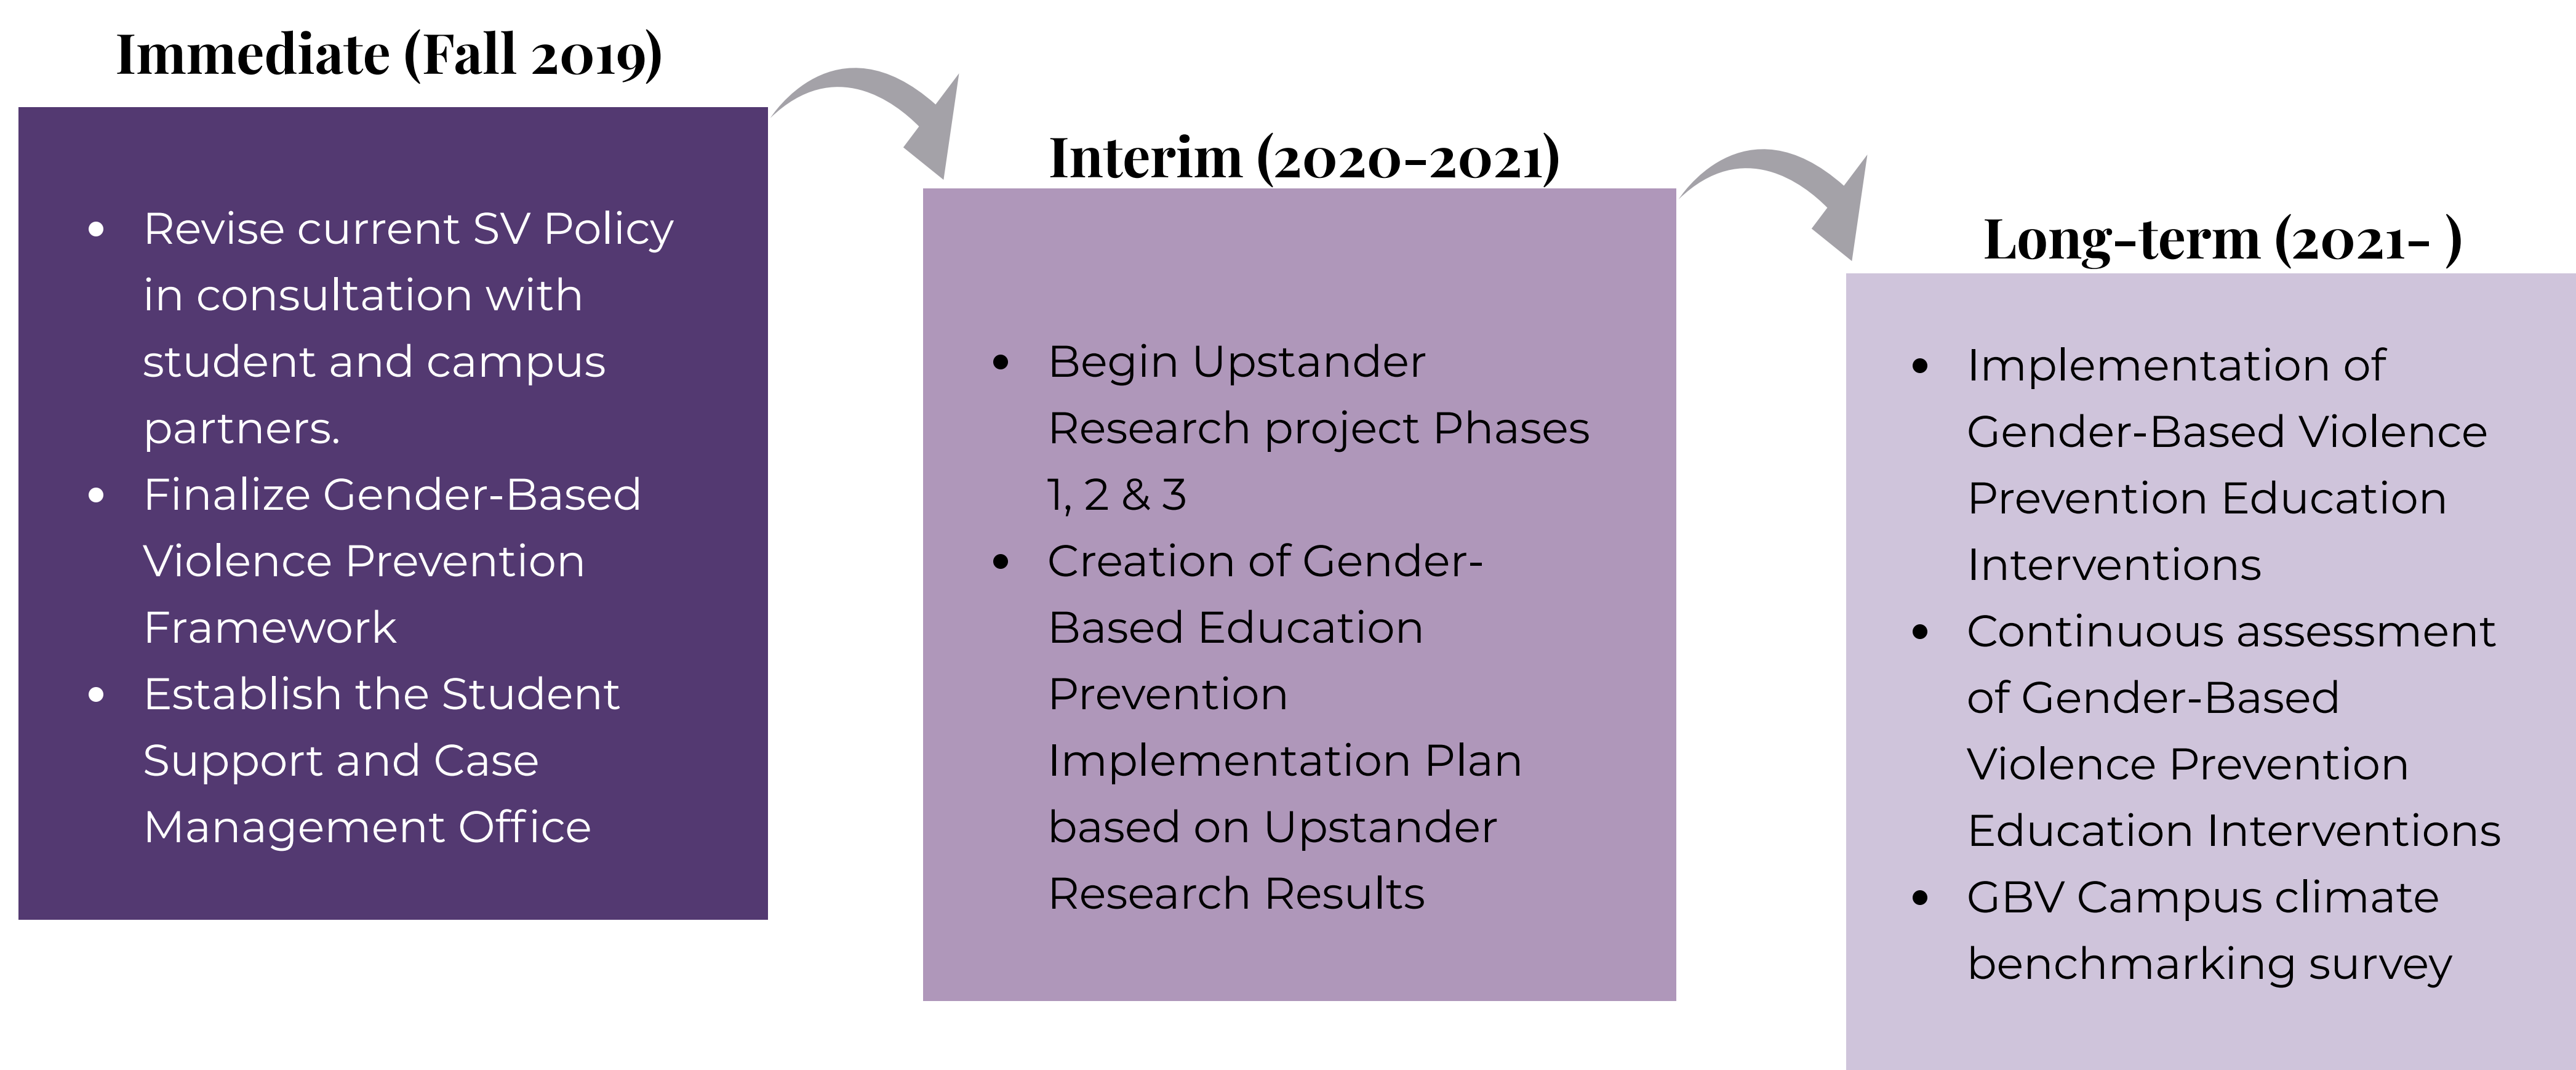 Immediate (Fall 2019)
• Revise current SV Policy
in consultation with
student and campus
partners.
• Finalize Gender-Based
Violence Prevention
Framework
• Establish the Student
Support and Case
Management Office
Interim (2020-2021)
• Begin Upstander
Research project Phases
1, 2 & 3
• Creation of Gender-
Based Education
Prevention
Implementation Plan
based on Upstander
Research Results
Long-term (2021- )
• Implementation of
Gender-Based Violence
Prevention Education
Interventions
• Continuous assessment
of Gender-Based
Violence Prevention
Education Interventions
• GBV Campus climate
benchmarking survey